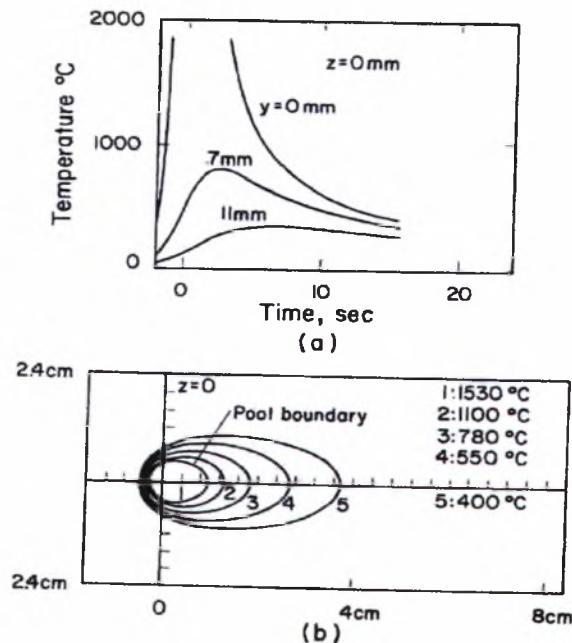 2000
Temperature °C
z=0mm
y=0mm
1000
7mm
11mm
0
0 10 20
Time, sec
(a)
2.4cm
z=0
1:1530 °C
Pool boundary
2:1100 °C
3:780 °C
4:550 °C
2 3 4 5
5:400 °C
2.4cm
0 4cm 8cm
(b)